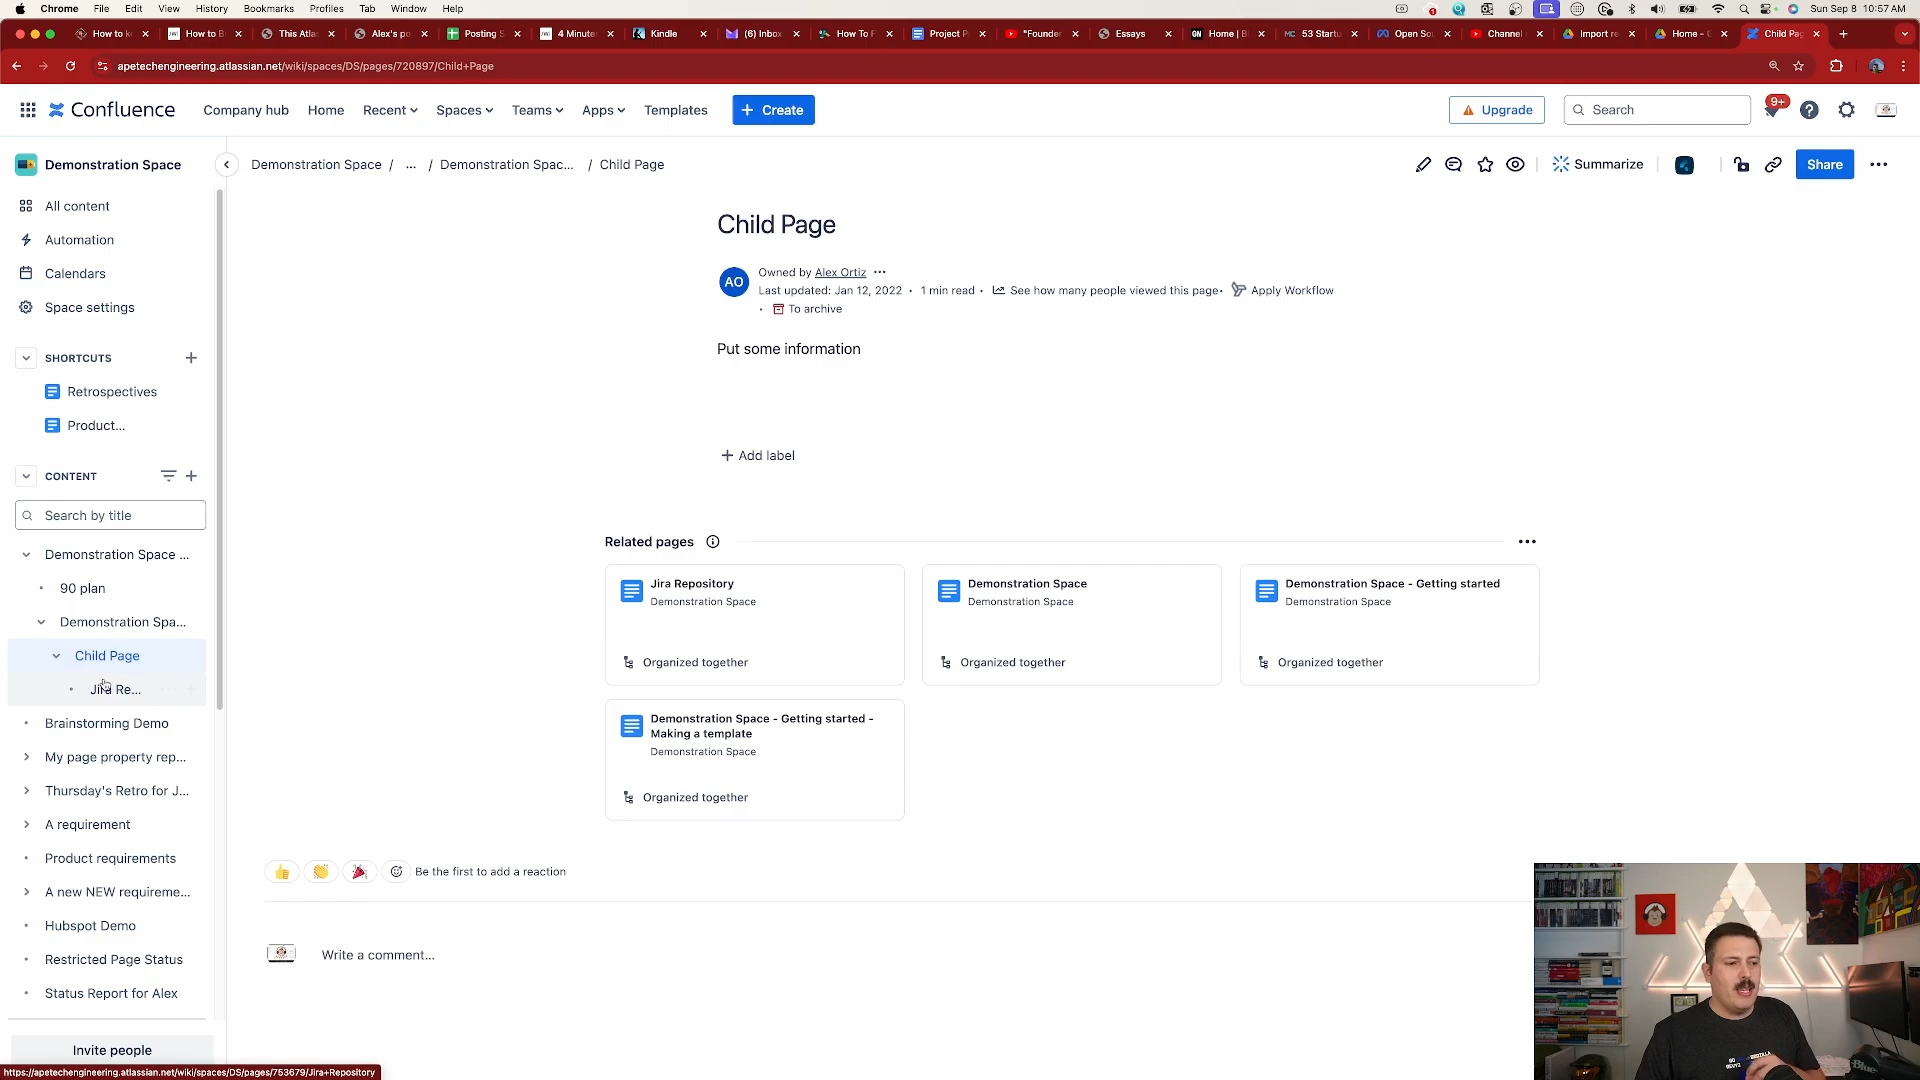 Chrome File Edit View History Bookmarks Profiles Tab Window Help Sun Sep 8 10:57 AM
How to k How to B This Atlas Alex's po Posting S 4 Minute Kindle (6) Inbox How To F Project P "Founder Essays Home | B 53 Startu Open So Channel Import re Home - G Child Pag
apetechengineering.atlassian.net/wiki/spaces/DS/pages/720897/Child+Page
Confluence Company hub Home Recent Spaces Teams Apps Templates + Create Upgrade Search 9+
Demonstration Space
Demonstration Space / ... / Demonstration Spac... / Child Page
Summarize Share
All content
Automation
Calendars
Space settings
SHORTCUTS
Retrospectives
Product...
CONTENT
Search by title
Demonstration Space ...
90 plan
Demonstration Spa...
Child Page
Jira Re...
Brainstorming Demo
My page property rep...
Thursday's Retro for J...
A requirement
Product requirements
A new NEW requireme...
Hubspot Demo
Restricted Page Status
Status Report for Alex
Invite people
Child Page
AO
Owned by Alex Ortiz
Last updated: Jan 12, 2022 • 1 min read • See how many people viewed this page • Apply Workflow
• To archive
Put some information
+ Add label
Related pages
Jira Repository
Demonstration Space
Organized together
Demonstration Space
Demonstration Space
Organized together
Demonstration Space - Getting started
Demonstration Space
Organized together
Demonstration Space - Getting started -
Making a template
Demonstration Space
Organized together
Be the first to add a reaction
Write a comment...
https://apetechengineering.atlassian.net/wiki/spaces/DS/pages/753679/Jira+Repository